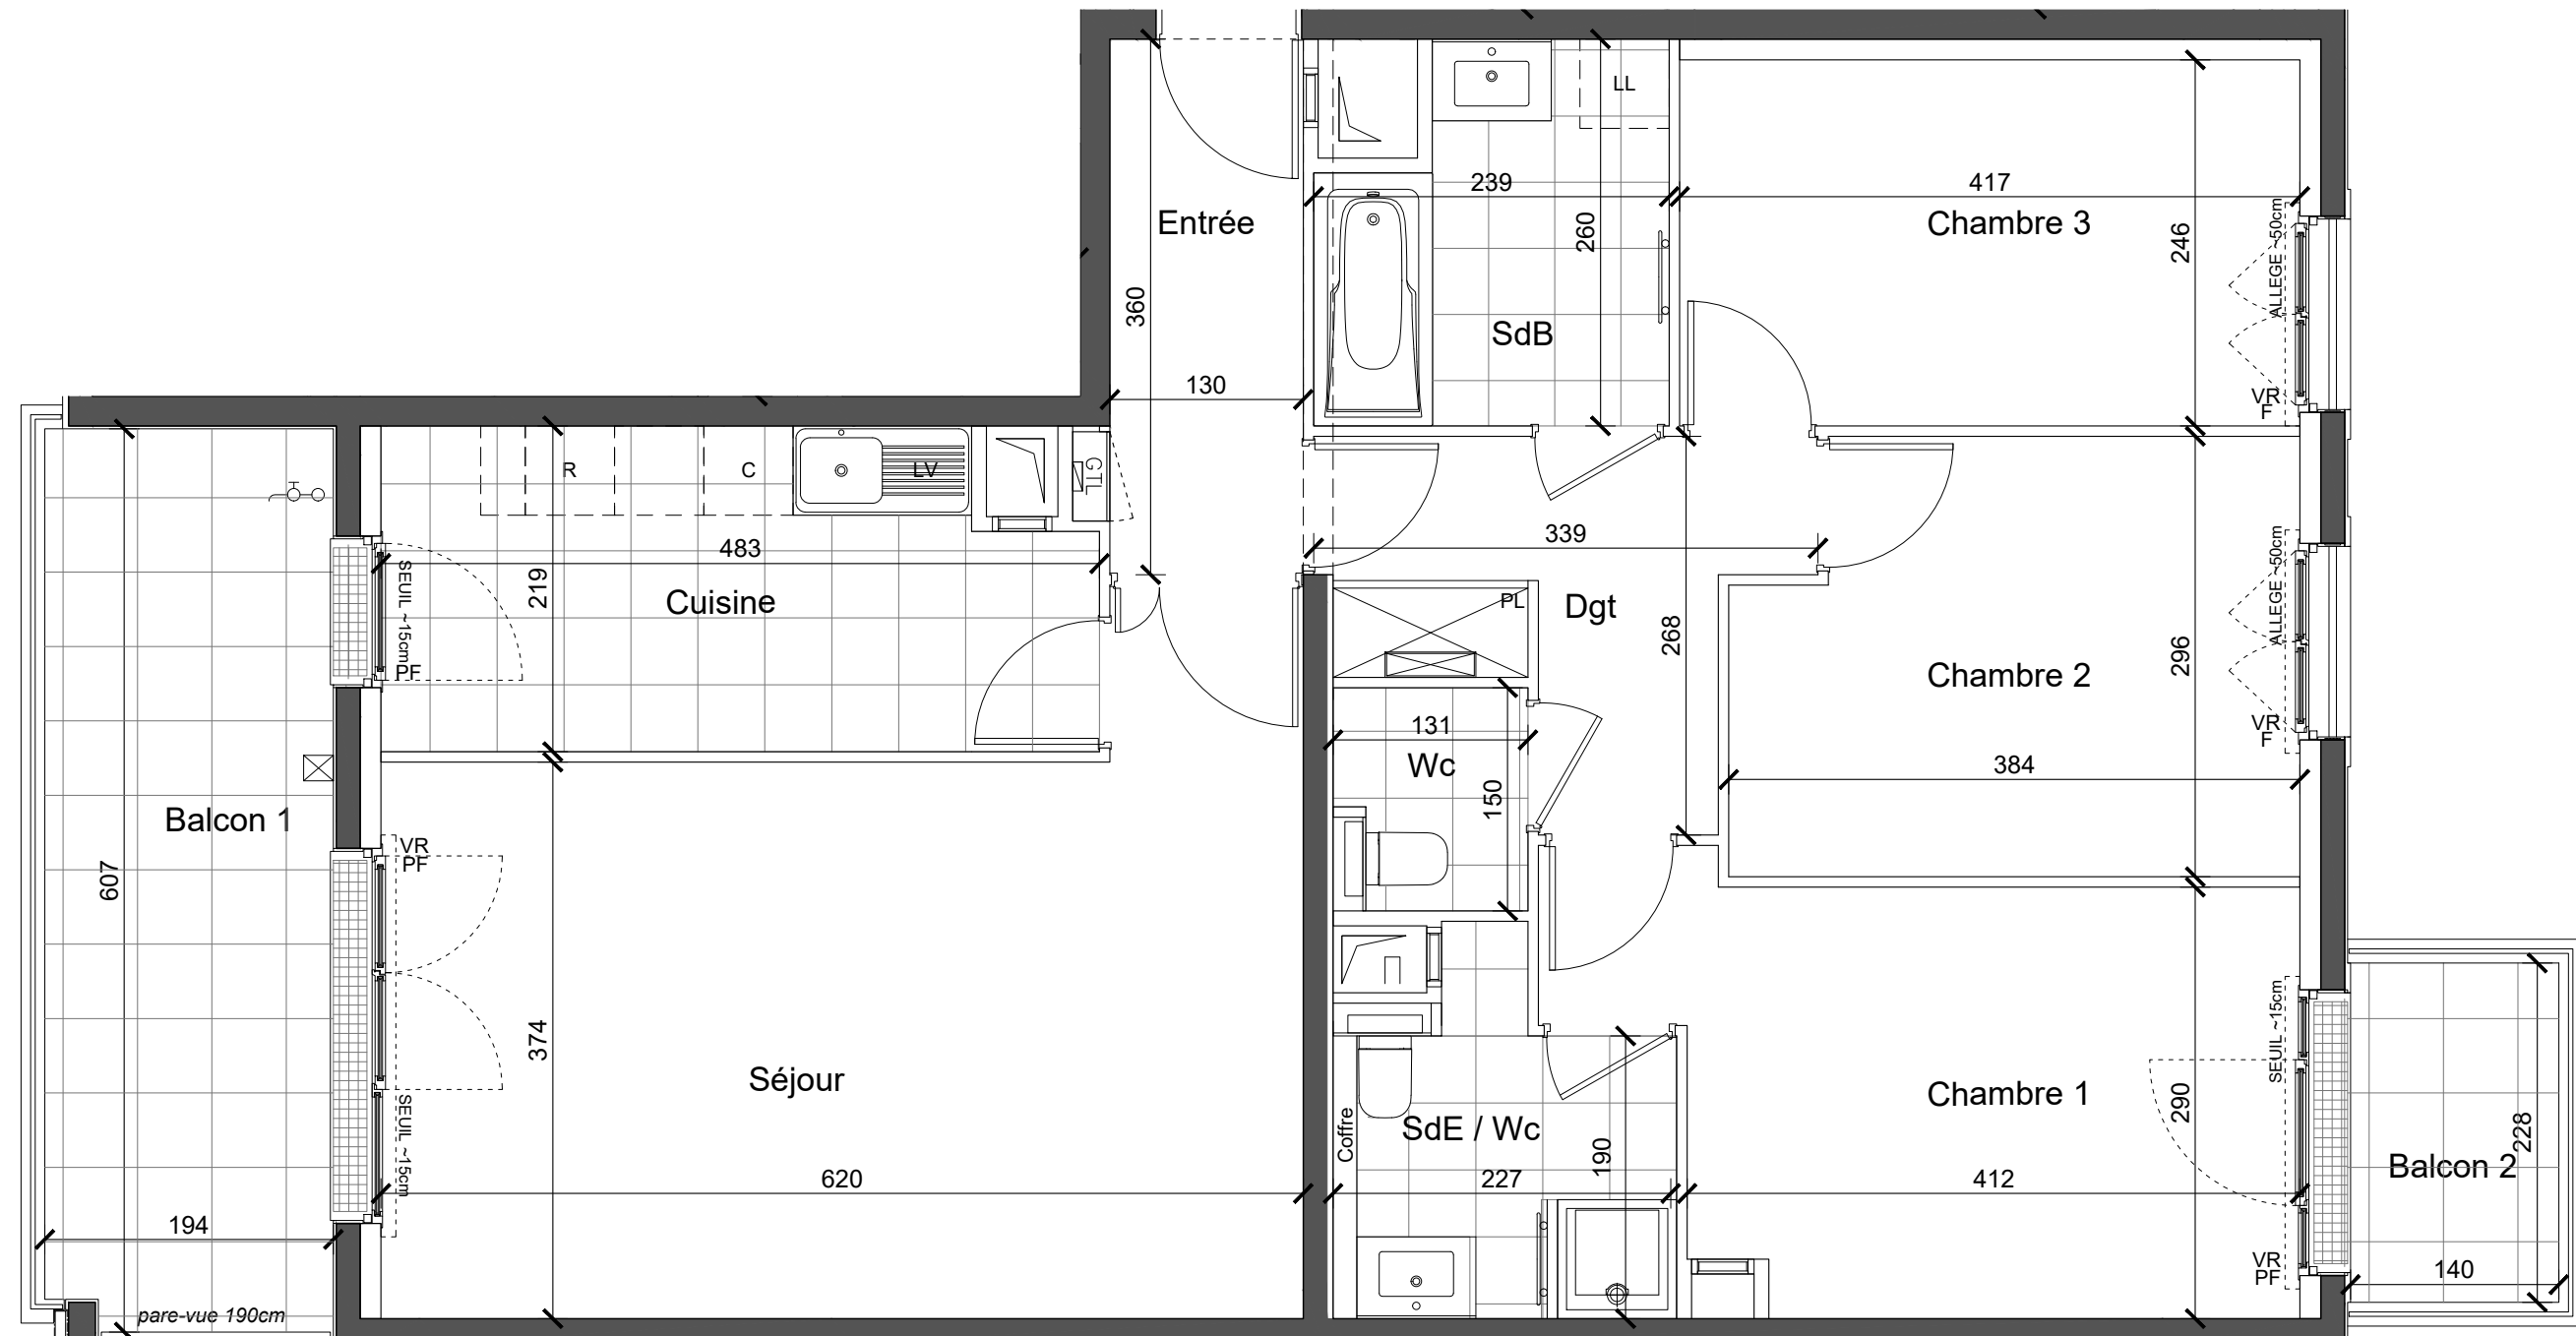 LL
239
417
Entrée
Chambre 3
260
246
ALLEGE ~50cm
360
SdB
130
VR
F
R
C
LV
GTL
339
483
SEUIL ~15cm
219
Cuisine
PF
PL
Dgt
268
ALLEGE ~50cm
296
Chambre 2
131
Wc
150
VR
F
384
Balcon 1
607
VR
PF
374
Séjour
SEUIL ~15cm
620
194
pare-vue 190cm
Coffre
SdE / Wc
190
227
Chambre 1
290
412
SEUIL ~15cm
VR
PF
Balcon 2
228
140